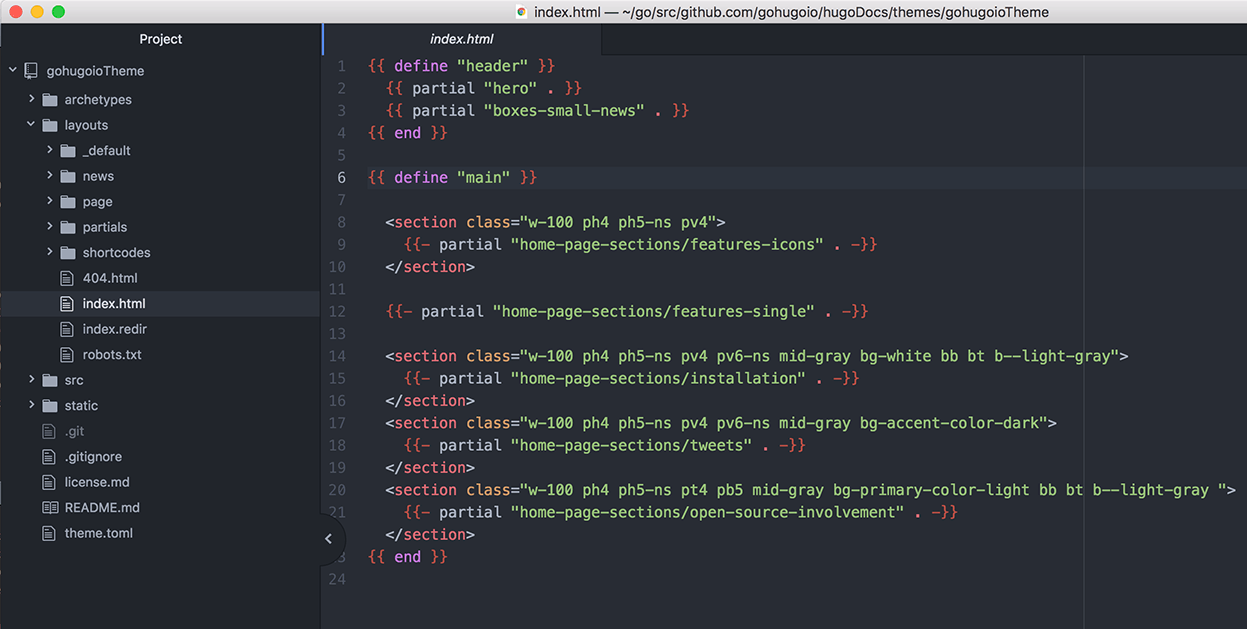 index.html — ~/go/src/github.com/gohugoio/hugoDocs/themes/gohugoioTheme
Project
gohugoioTheme
archetypes
layouts
_default
news
page
partials
shortcodes
404.html
index.html
index.redir
robots.txt
src
static
.git
.gitignore
license.md
README.md
theme.toml
index.html
1 {{ define "header" }}
2 {{ partial "hero" . }}
3 {{ partial "boxes-small-news" . }}
4 {{ end }}
5
6 {{ define "main" }}
7
8 <section class="w-100 ph4 ph5-ns pv4">
9 {{- partial "home-page-sections/features-icons" . -}}
10 </section>
11
12 {{- partial "home-page-sections/features-single" . -}}
13
14 <section class="w-100 ph4 ph5-ns pv4 pv6-ns mid-gray bg-white bb bt b--light-gray">
15 {{- partial "home-page-sections/installation" . -}}
16 </section>
17 <section class="w-100 ph4 ph5-ns pv4 pv6-ns mid-gray bg-accent-color-dark">
18 {{- partial "home-page-sections/tweets" . -}}
19 </section>
20 <section class="w-100 ph4 ph5-ns pt4 pb5 mid-gray bg-primary-color-light bb bt b--light-gray ">
21 {{- partial "home-page-sections/open-source-involvement" . -}}
</section>
3 {{ end }}
24